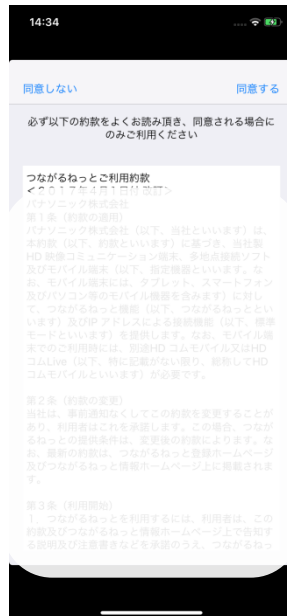 14:34
同意しない
同意する
必ず以下の約款をよくお読み頂き、同意される場合に
のみご利用ください
つながるねっとご利用約款
<２０１７年４月１日付 改訂>
パナソニック株式会社
第１条（約款の適用）
パナソニック株式会社（以下、当社といいます）は、
本約款（以下、約款といいます）に基づき、当社製
HD 映像コミュニケーション端末、多地点接続ソフト
及びモバイル端末（以下、指定機器といいます。な
お、モバイル端末には、タブレット、スマートフォン
及びパソコン等のモバイル機器を含みます）に対し
て、つながるねっと機能（以下、つながるねっととい
います）及びIP アドレスによる接続機能（以下、標準
モードといいます）を提供します。なお、モバイル端
末でのご利用時には、別途HD コムモバイル又はHD
コムLive（以下、特に記載がない限り、総称してHD
コムモバイルといいます）が必要です。
第２条（約款の変更）
当社は、事前通知なくしてこの約款を変更することが
あり、利用者はこれを承諾します。この場合、つなが
るねっとの提供条件は、変更後の約款によります。な
お、最新の約款は、つながるねっと登録ホームページ
及びつながるねっと情報ホームページ上に掲載されま
す。
第３条（利用開始）
１ つながるねっとを利用するには、利用者は、この
約款及びつながるねっと情報ホームページ上で告知す
る説明及び注意書きなどを承諾のうえ、つながるねっ